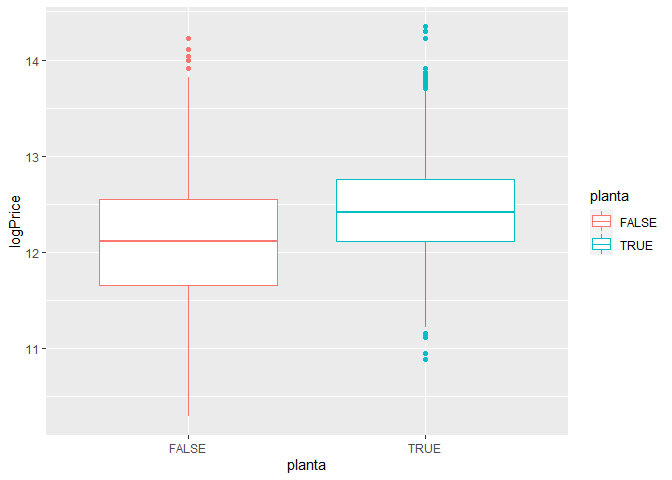 logPrice
14
13
12
11
FALSE
TRUE
planta
planta
FALSE
TRUE